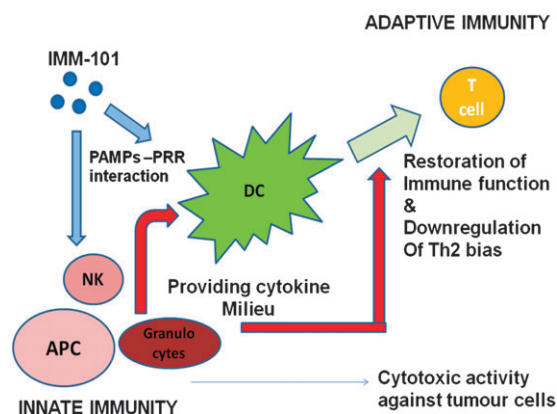 ADAPTIVE IMMUNITY
IMM-101
T
cell
PAMPs –PRR
interaction
DC
Restoration of
Immune function
&
Downregulation
Of Th2 bias
NK
Providing cytokine
Milieu
APC
Granulo
cytes
INNATE IMMUNITY
Cytotoxic activity
against tumour cells